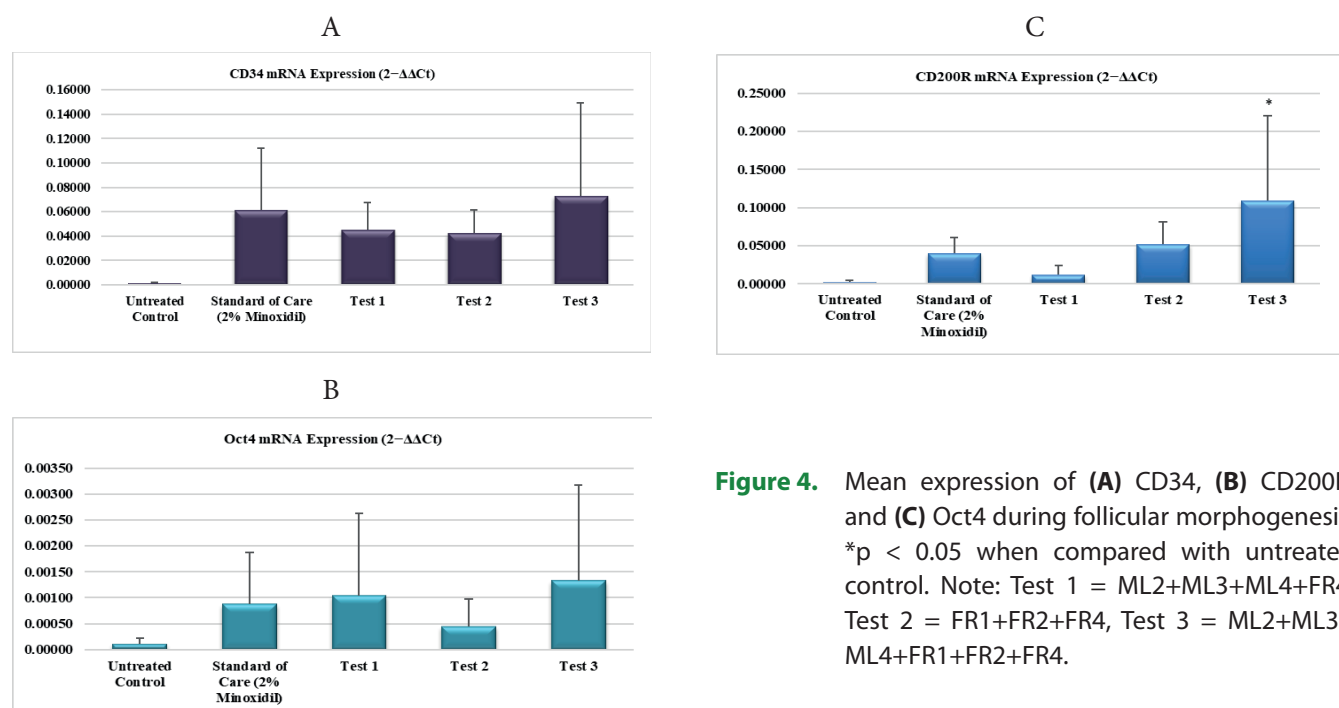 A
CD34 mRNA Expression (2−ΔΔCt)
0.16000
0.14000
0.12000
0.10000
0.08000
0.06000
0.04000
0.02000
0.00000
Untreated Control
Standard of Care (2% Minoxidil)
Test 1
Test 2
Test 3
C
CD200R mRNA Expression (2−ΔΔCt)
0.25000
0.20000
0.15000
0.10000
0.05000
0.00000
*
Untreated Control
Standard of Care (2% Minoxidil)
Test 1
Test 2
Test 3
B
Oct4 mRNA Expression (2−ΔΔCt)
0.00350
0.00300
0.00250
0.00200
0.00150
0.00100
0.00050
0.00000
Untreated Control
Standard of Care (2% Minoxidil)
Test 1
Test 2
Test 3
Figure 4. Mean expression of (A) CD34, (B) CD200R
and (C) Oct4 during follicular morphogenesis
*p < 0.05 when compared with untreate
control. Note: Test 1 = ML2+ML3+ML4+FR4
Test 2 = FR1+FR2+FR4, Test 3 = ML2+ML3
ML4+FR1+FR2+FR4.